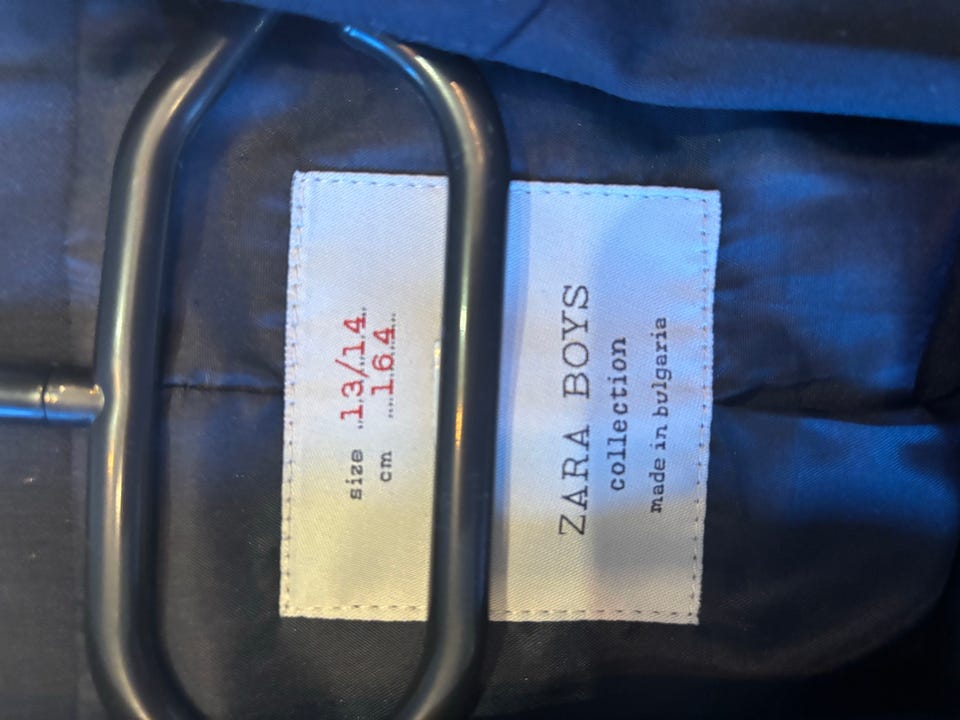 size 13/14
cm 164
ZARA BOYS
collection
made in bulgaria